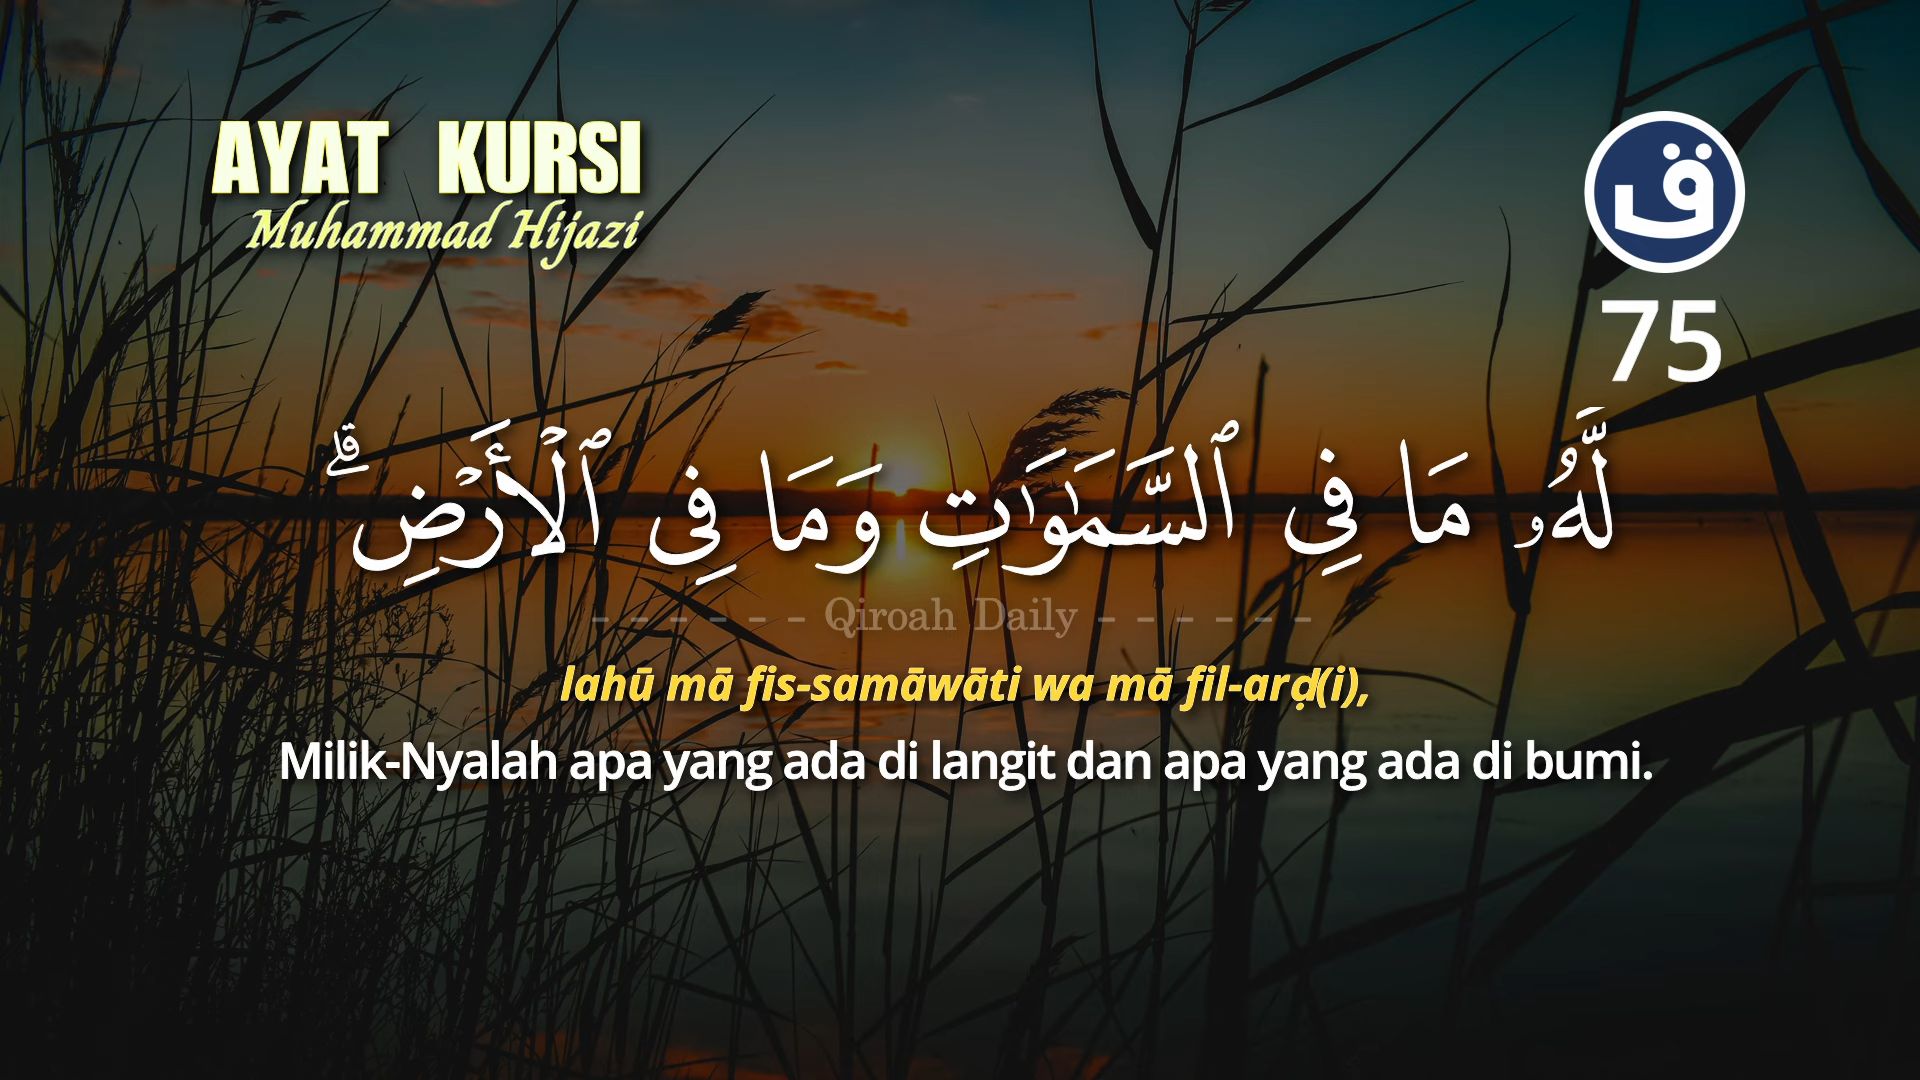 AYAT KURSI
Muhammad Hijazi
ق
75
لَّهُۥ مَا فِي ٱلسَّمَـٰوَٰتِ وَمَا فِي ٱلْأَرْضِ ۗ
- - - - - - Qiroah Daily - - - - - -
lahū mā fis-samāwāti wa mā fil-arḍ(i),
Milik-Nyalah apa yang ada di langit dan apa yang ada di bumi.